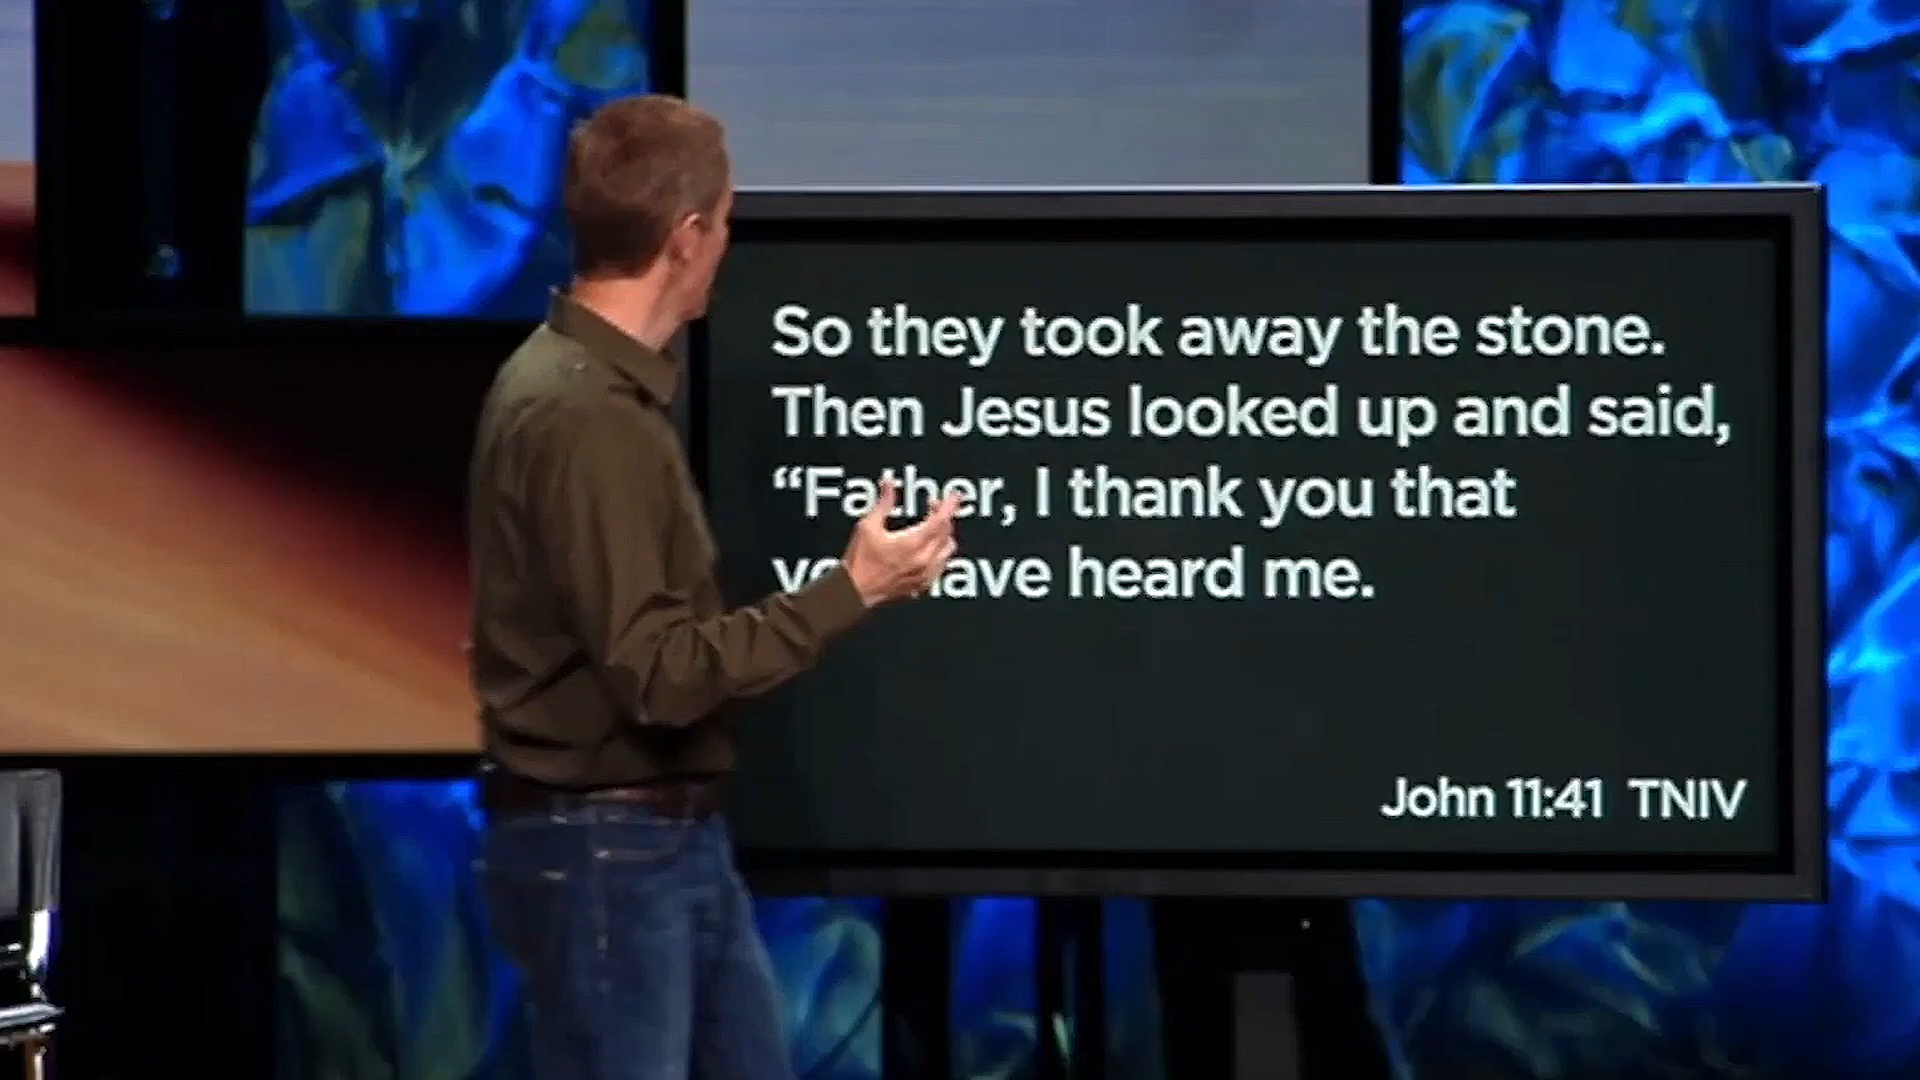 So they took away the stone.
Then Jesus looked up and said,
“Father, I thank you that
have heard me.
John 11:41 TNIV